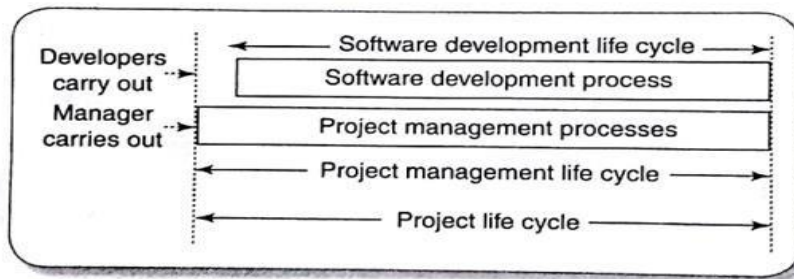 Software development life cycle
Developers
carry out
Software development process
Manager
carries out
Project management processes
Project management life cycle
Project life cycle